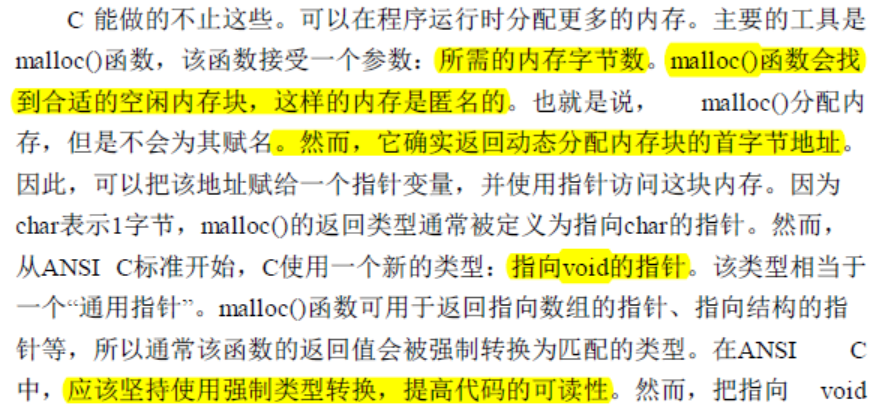 C 能做的不止这些。可以在程序运行时分配更多的内存。主要的工具是
malloc()函数，该函数接受一个参数：所需的内存字节数。malloc()函数会找
到合适的空闲内存块，这样的内存是匿名的。也就是说， malloc()分配内
存，但是不会为其赋名。然而，它确实返回动态分配内存块的首字节地址。
因此，可以把该地址赋给一个指针变量，并使用指针访问这块内存。因为
char表示1字节，malloc()的返回类型通常被定义为指向char的指针。然而，
从ANSI C标准开始，C使用一个新的类型：指向void的指针。该类型相当于
一个“通用指针”。malloc()函数可用于返回指向数组的指针、指向结构的指
针等，所以通常该函数的返回值会被强制转换为匹配的类型。在ANSI C
中，应该坚持使用强制类型转换，提高代码的可读性。然而，把指向 void